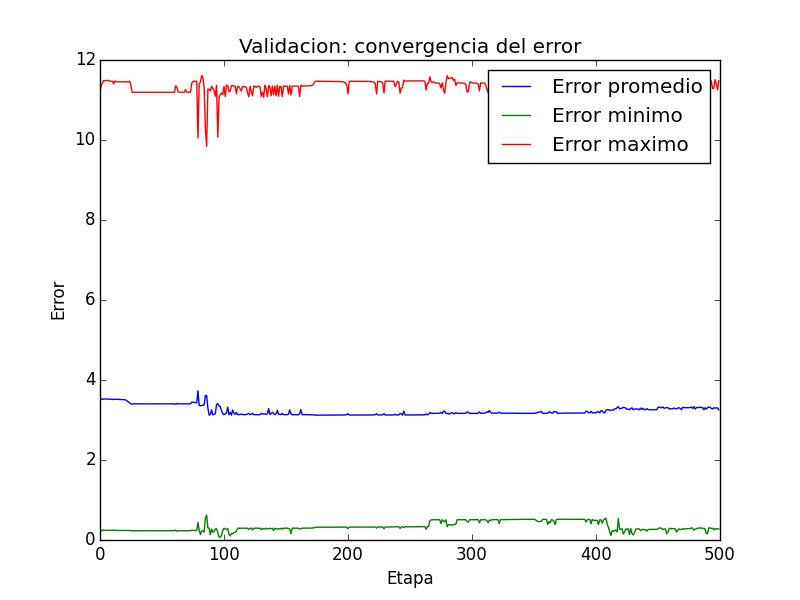 Validacion: convergencia del error
12
10
8
6
4
2
0
Error
Error promedio
Error minimo
Error maximo
0 100 200 300 400 500
Etapa